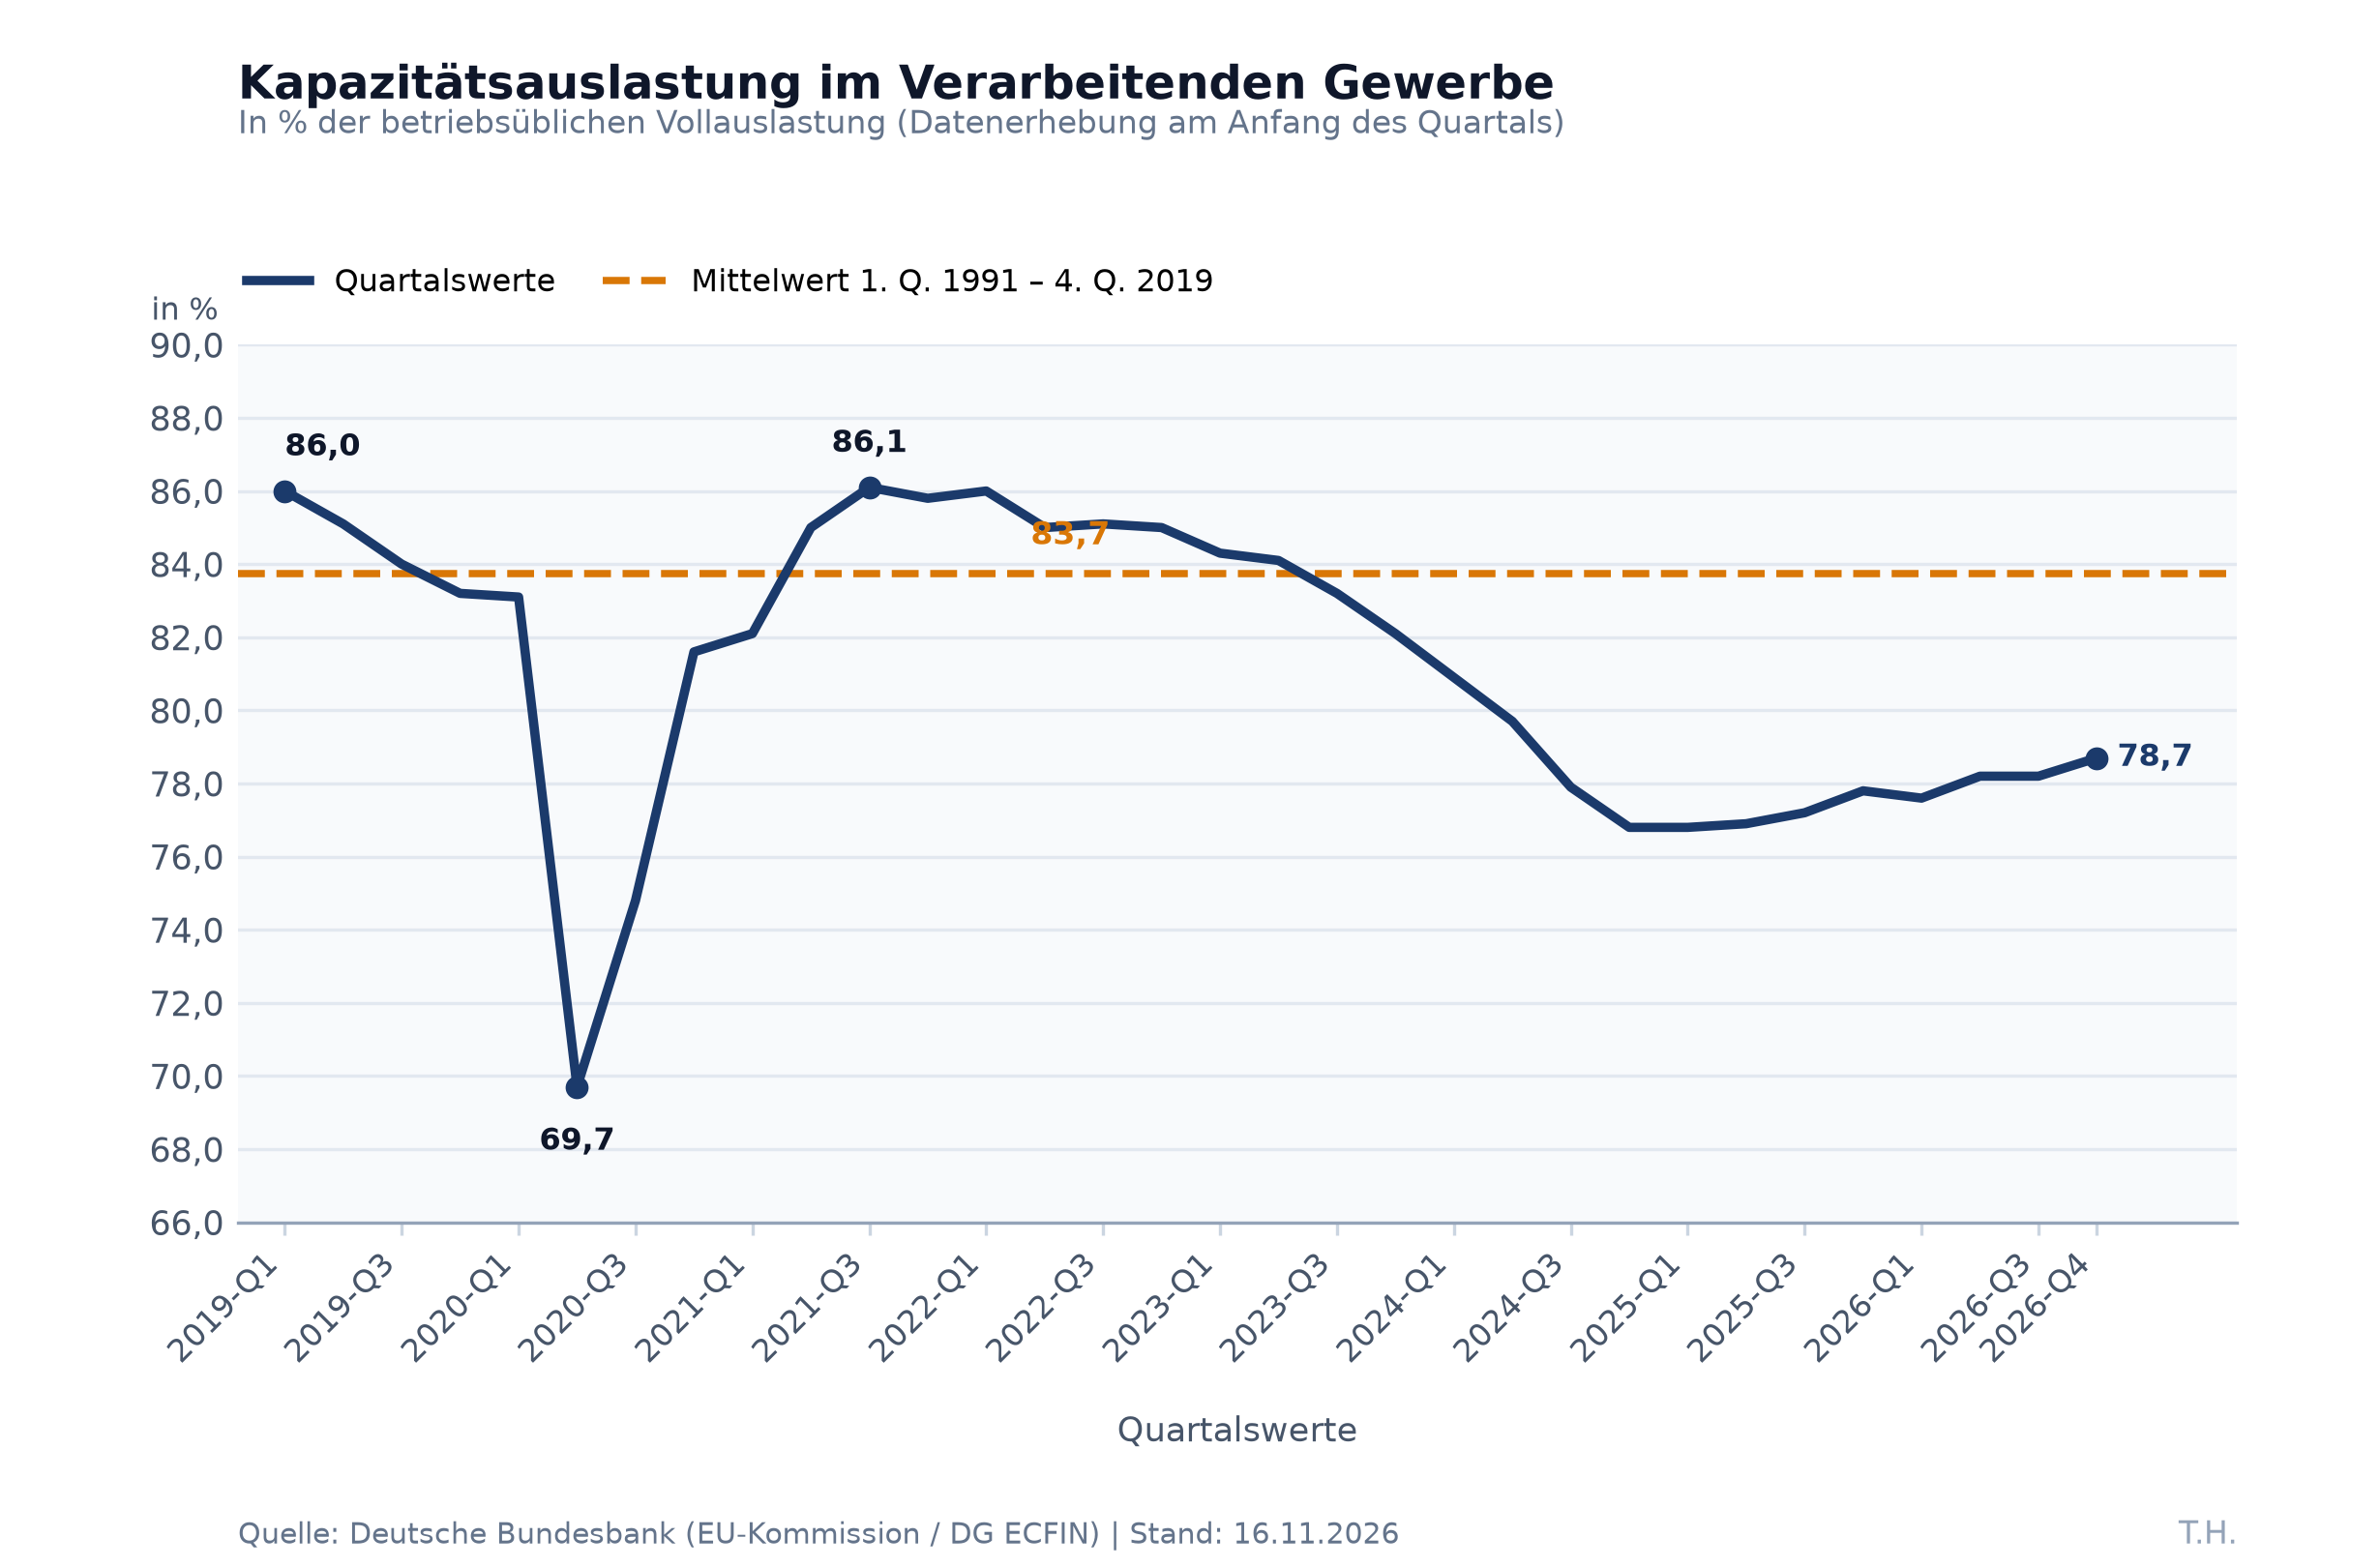 Kapazitätsauslastung im Verarbeitenden Gewerbe
In % der betriebsüblichen Vollauslastung (Datenerhebung am Anfang des Quartals)
Quartalswerte
Mittelwert 1. Q. 1991 – 4. Q. 2019
in %
90,0
88,0
86,0
84,0
82,0
80,0
78,0
76,0
74,0
72,0
70,0
68,0
66,0
86,0
86,1
83,7
78,7
69,7
2019-Q1
2019-Q3
2020-Q1
2020-Q3
2021-Q1
2021-Q3
2022-Q1
2022-Q3
2023-Q1
2023-Q3
2024-Q1
2024-Q3
2025-Q1
2025-Q3
2026-Q1
2026-Q3
2026-Q4
Quartalswerte
Quelle: Deutsche Bundesbank (EU-Kommission / DG ECFIN) | Stand: 16.11.2026
T.H.